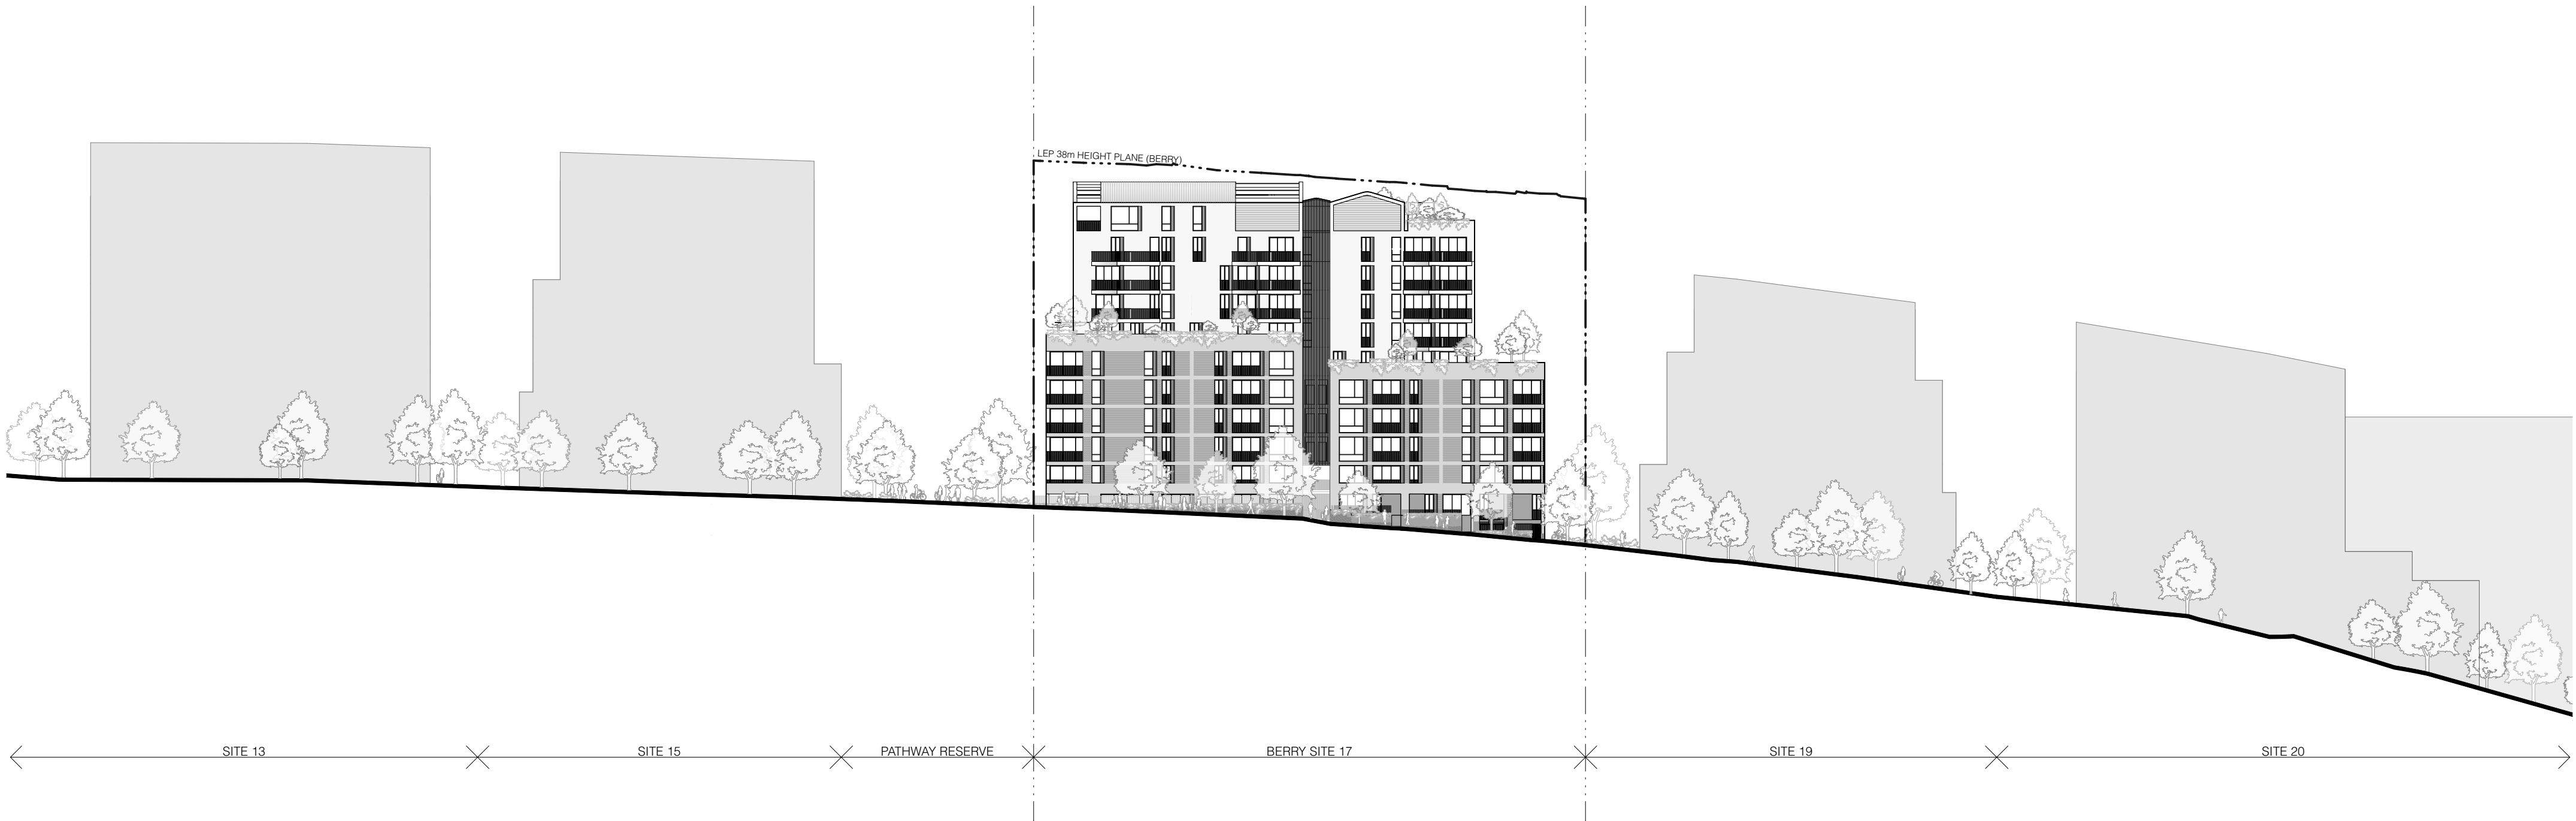 LEP 38m HEIGHT PLANE (BERRY)
SITE 13
SITE 15
PATHWAY RESERVE
BERRY SITE 17
SITE 19
SITE 20